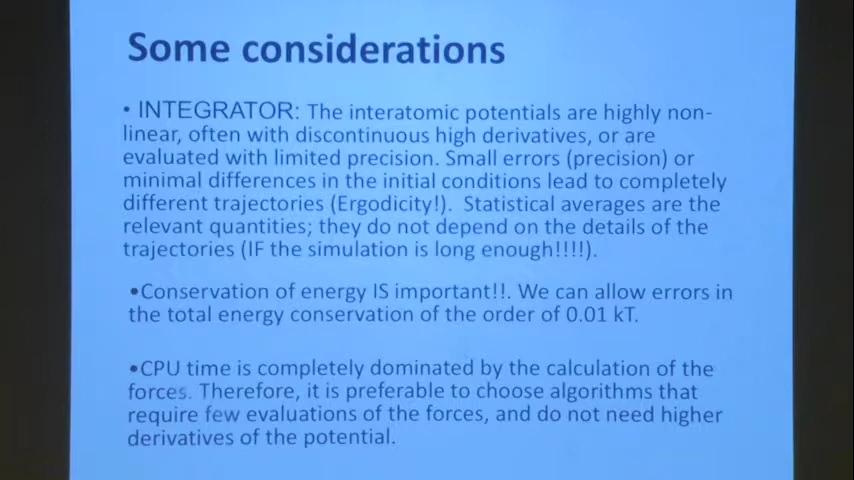 Some considerations
• INTEGRATOR: The interatomic potentials are highly non-
linear, often with discontinuous high derivatives, or are
evaluated with limited precision. Small errors (precision) or
minimal differences in the initial conditions lead to completely
different trajectories (Ergodicity!). Statistical averages are the
relevant quantities; they do not depend on the details of the
trajectories (IF the simulation is long enough!!!!).
•Conservation of energy IS important!!. We can allow errors in
the total energy conservation of the order of 0.01 kT.
•CPU time is completely dominated by the calculation of the
forces. Therefore, it is preferable to choose algorithms that
require few evaluations of the forces, and do not need higher
derivatives of the potential.